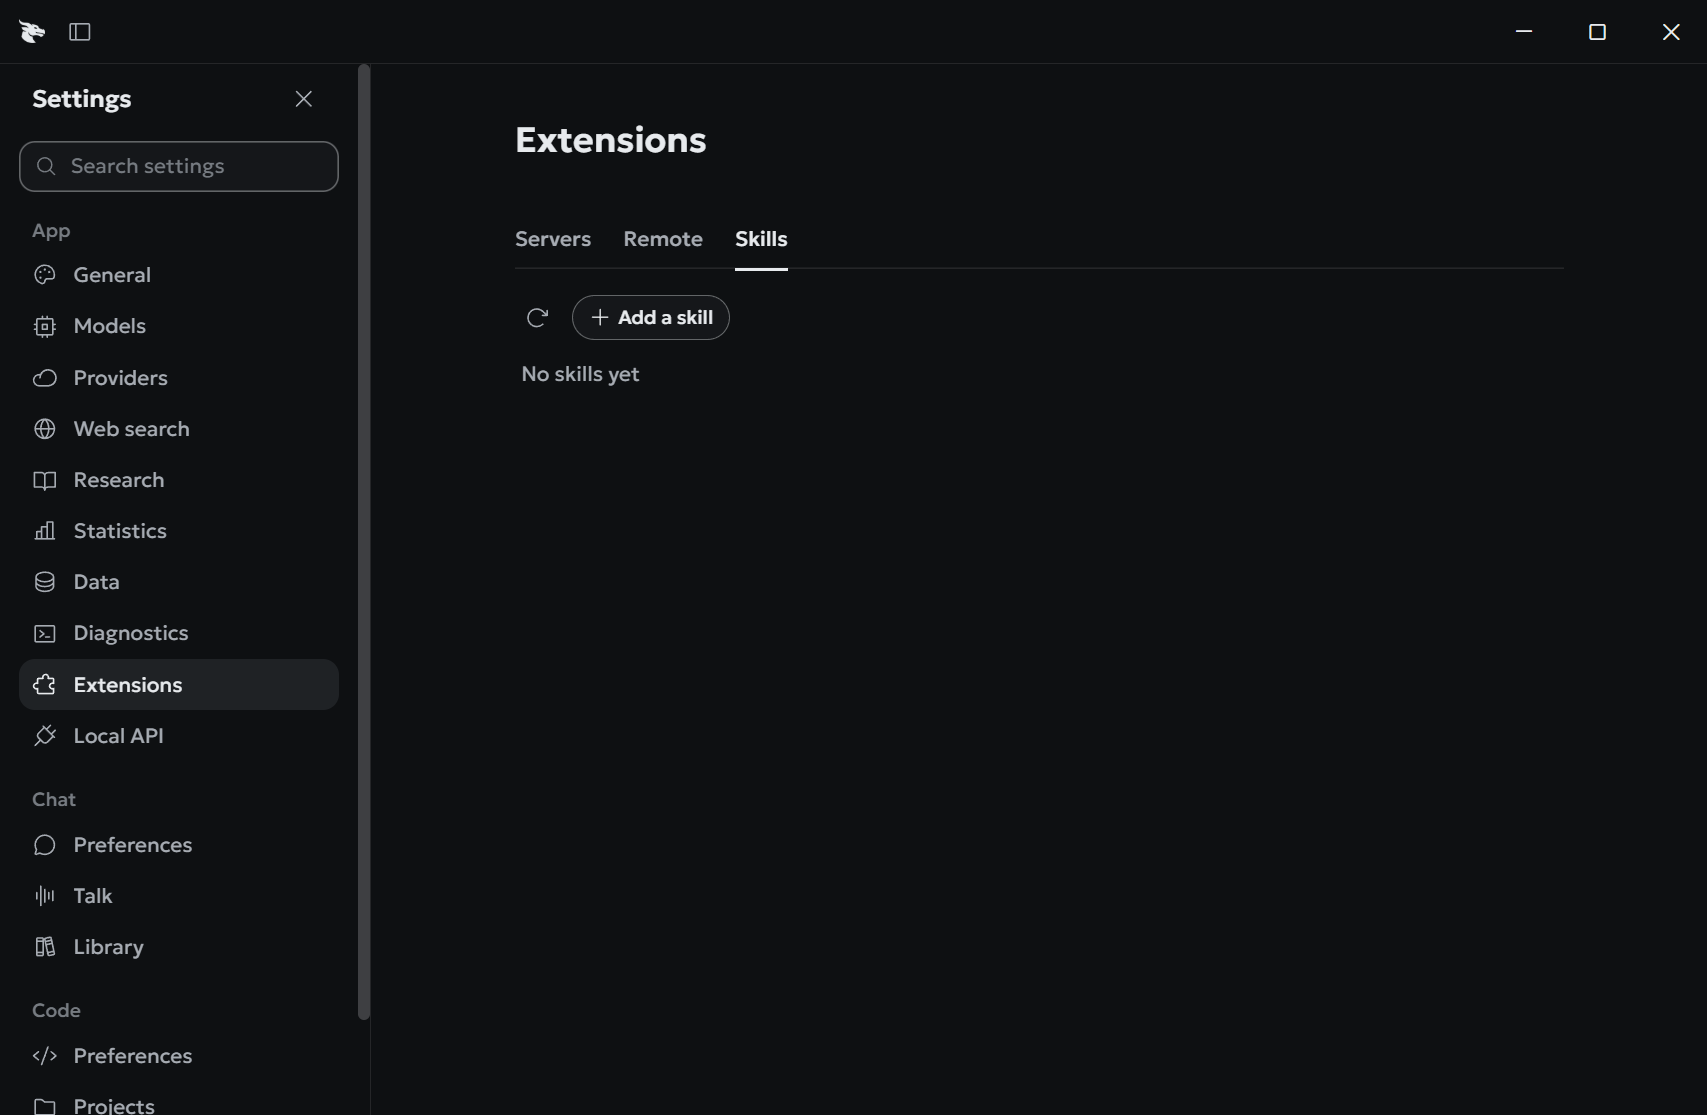 Settings
Search settings
App
General
Models
Providers
Web search
Research
Statistics
Data
Diagnostics
Extensions
Local API
Chat
Preferences
Talk
Library
Code
Preferences
Projects
Extensions
Servers Remote Skills
Add a skill
No skills yet